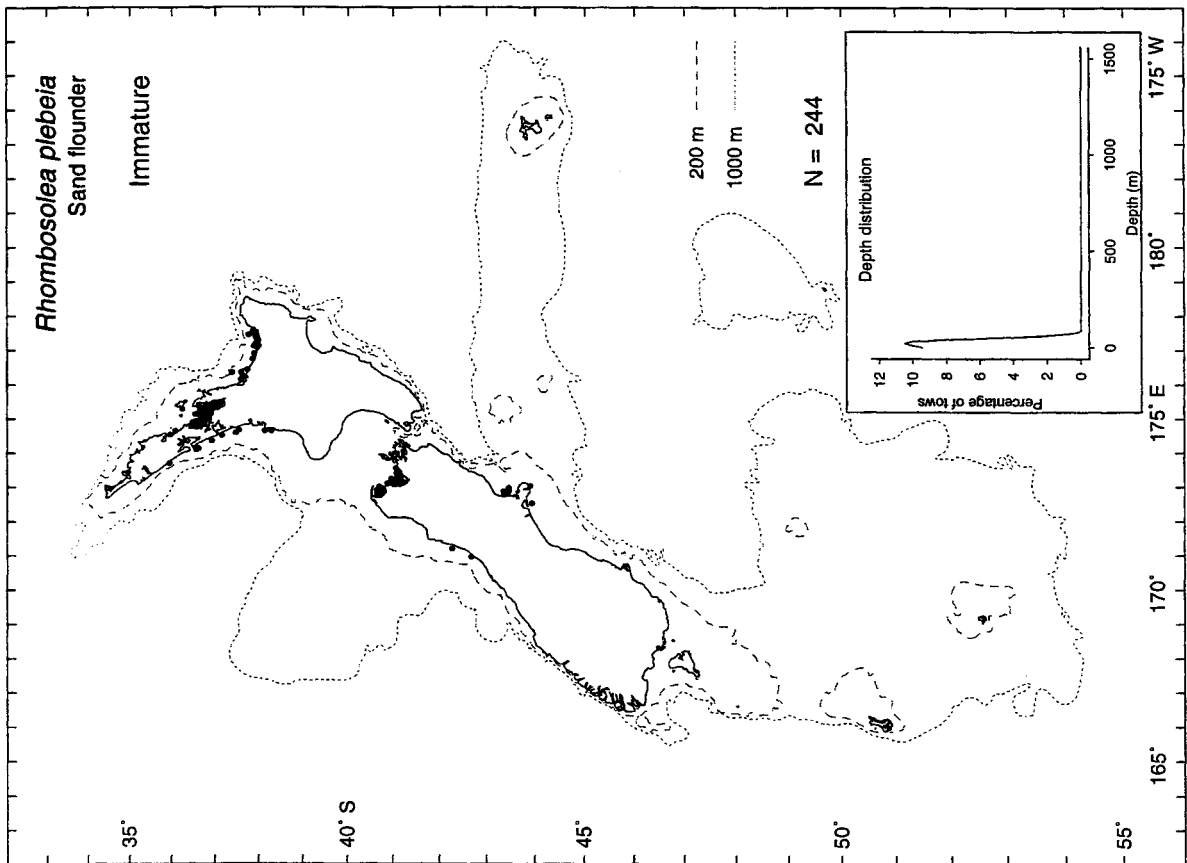 Rhombosolea plebeia
Sand flounder
Immature
35°
40° S
45°
50°
55°
165°
170°
175° E
180°
175° W
200 m
1000 m
N = 244
Depth distribution
Percentage of tows
12
10
8
6
4
2
0
0
500
1000
1500
Depth (m)